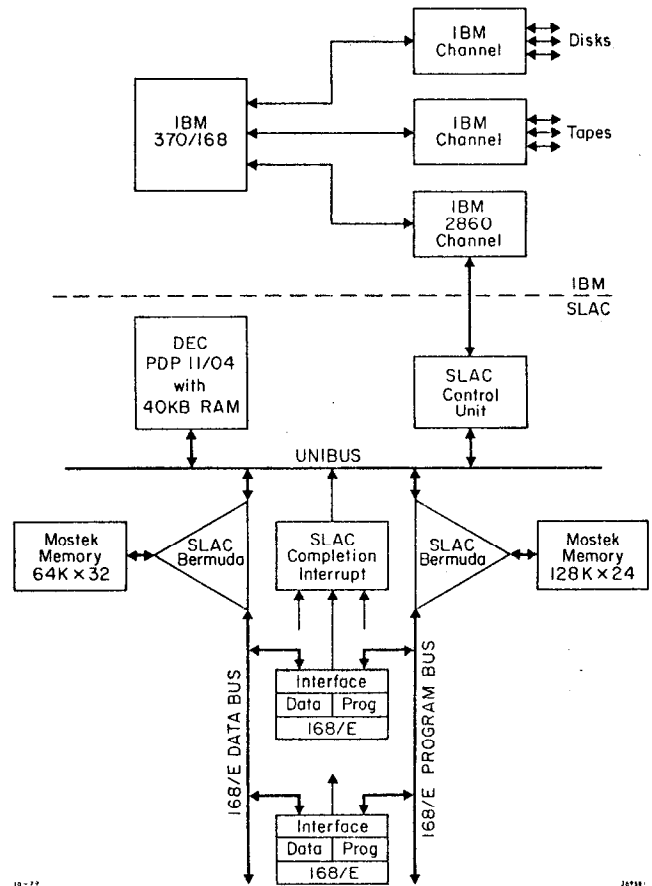 IBM
Channel
Disks
IBM
370/168
IBM
Channel
Tapes
IBM
2860
Channel
IBM
SLAC
DEC
PDP 11/04
with
40KB RAM
SLAC
Control
Unit
UNIBUS
Mostek
Memory
64K × 32
SLAC
Bermuda
SLAC
Completion
Interrupt
SLAC
Bermuda
Mostek
Memory
128K × 24
168/E DATA BUS
Interface
Data Prog
168/E
168/E PROGRAM BUS
Interface
Data Prog
168/E
10-79